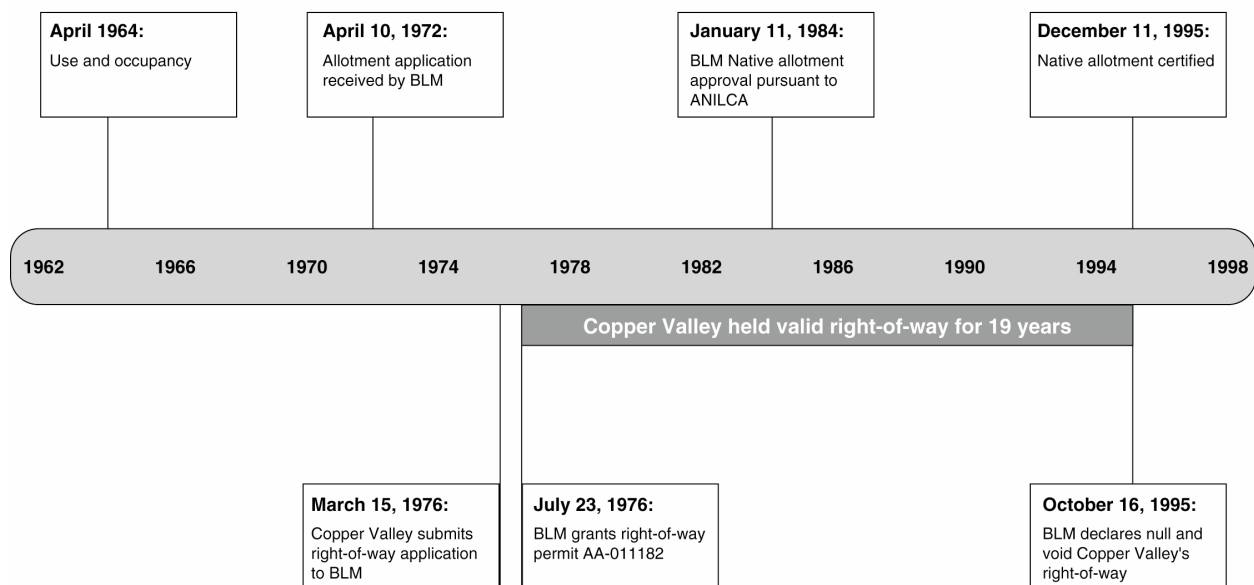 April 1964:
Use and occupancy
April 10, 1972:
Allotment application
received by BLM
January 11, 1984:
BLM Native allotment
approval pursuant to
ANILCA
December 11, 1995:
Native allotment certified
1962 1966 1970 1974 1978 1982 1986 1990 1994 1998
Copper Valley held valid right-of-way for 19 years
March 15, 1976:
Copper Valley submits
right-of-way application
to BLM
July 23, 1976:
BLM grants right-of-way
permit AA-011182
October 16, 1995:
BLM declares null and
void Copper Valley's
right-of-way